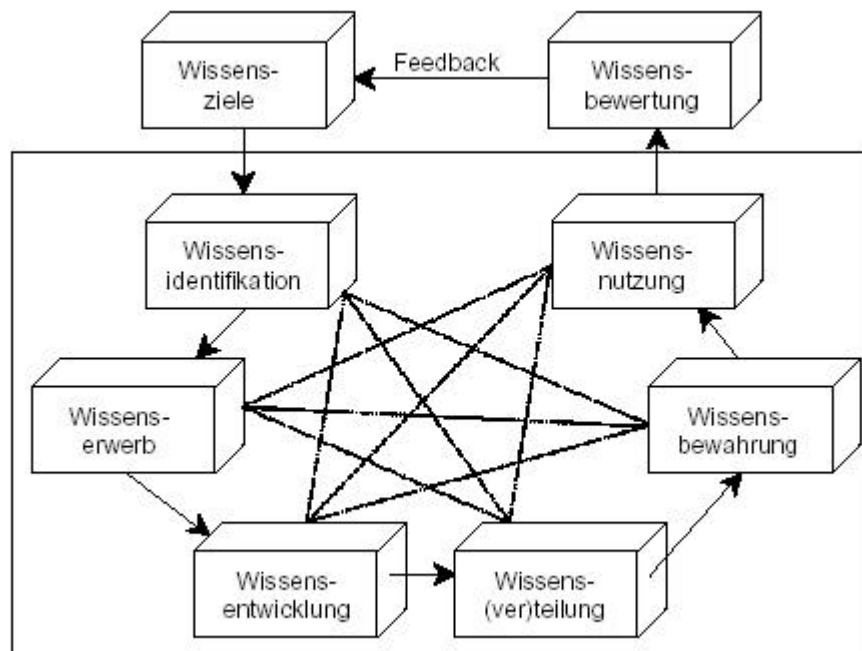 Wissens-
ziele
Feedback
Wissens-
bewertung
Wissens-
identifikation
Wissens-
nutzung
Wissens-
erwerb
Wissens-
bewahrung
Wissens-
entwicklung
Wissens-
(ver)teilung